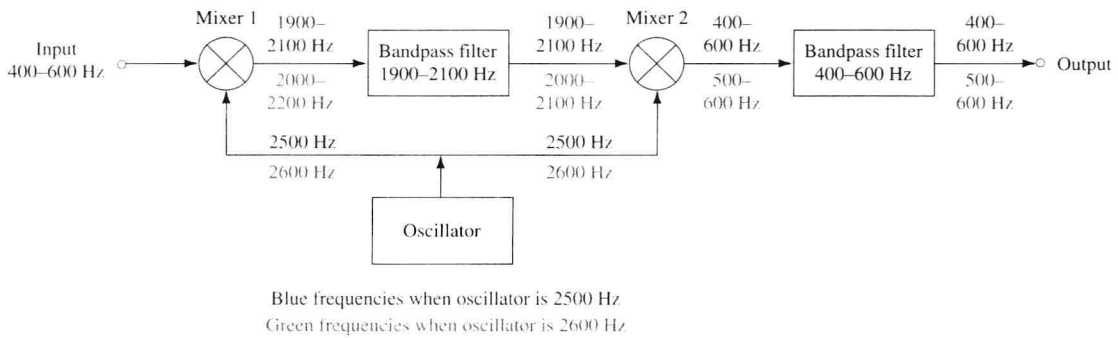 Mixer 1
Mixer 2
Input
400–600 Hz
1900–
2100 Hz
2000–
2200 Hz
Bandpass filter
1900–2100 Hz
1900–
2100 Hz
2000–
2100 Hz
400–
600 Hz
500–
600 Hz
Bandpass filter
400–600 Hz
400–
600 Hz
500–
600 Hz
Output
2500 Hz
2600 Hz
2500 Hz
2600 Hz
Oscillator
Blue frequencies when oscillator is 2500 Hz
Green frequencies when oscillator is 2600 Hz